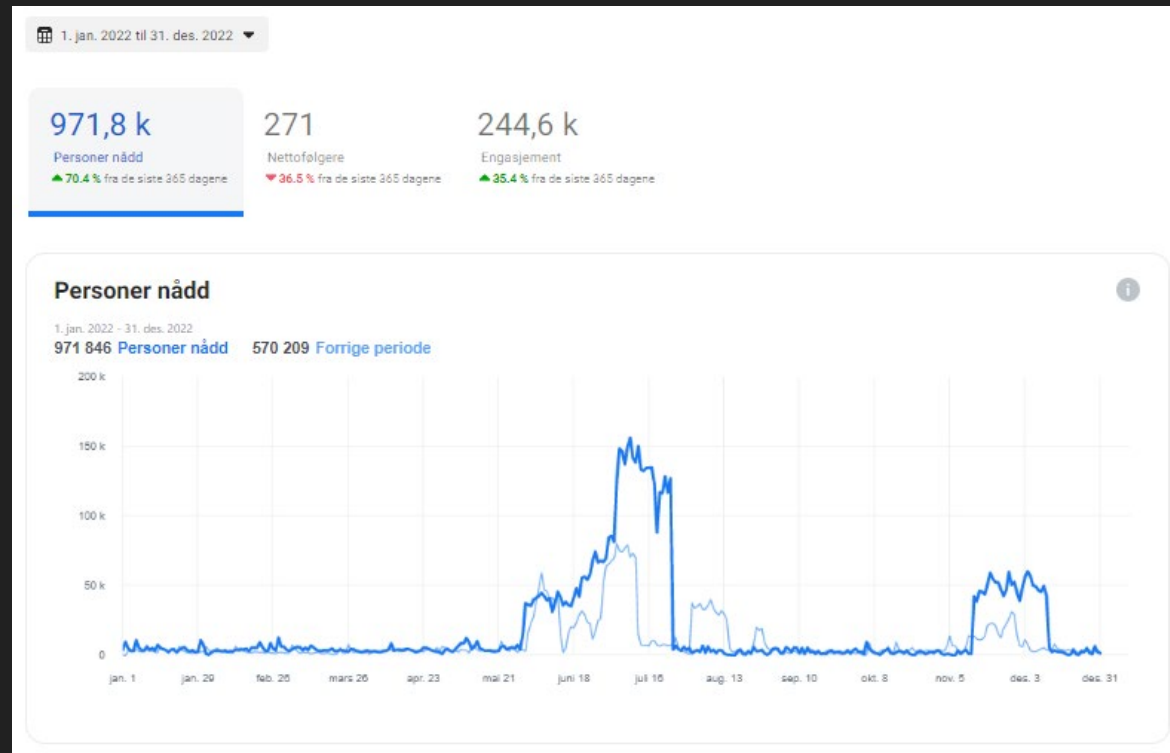 1. jan. 2022 til 31. des. 2022
971,8 k
Personer nådd
70.4 % fra de siste 365 dagene
271
Nettofølgere
36.5 % fra de siste 365 dagene
244,6 k
Engasjement
35.4 % fra de siste 365 dagene
Personer nådd
1. jan. 2022 - 31. des. 2022
971 846 Personer nådd 570 209 Forrige periode
200 k
150 k
100 k
50 k
0
jan. 1 jan. 29 feb. 26 mars 26 apr. 23 mai 21 juni 18 juli 16 aug. 13 sep. 10 okt. 8 nov. 5 des. 3 des. 31